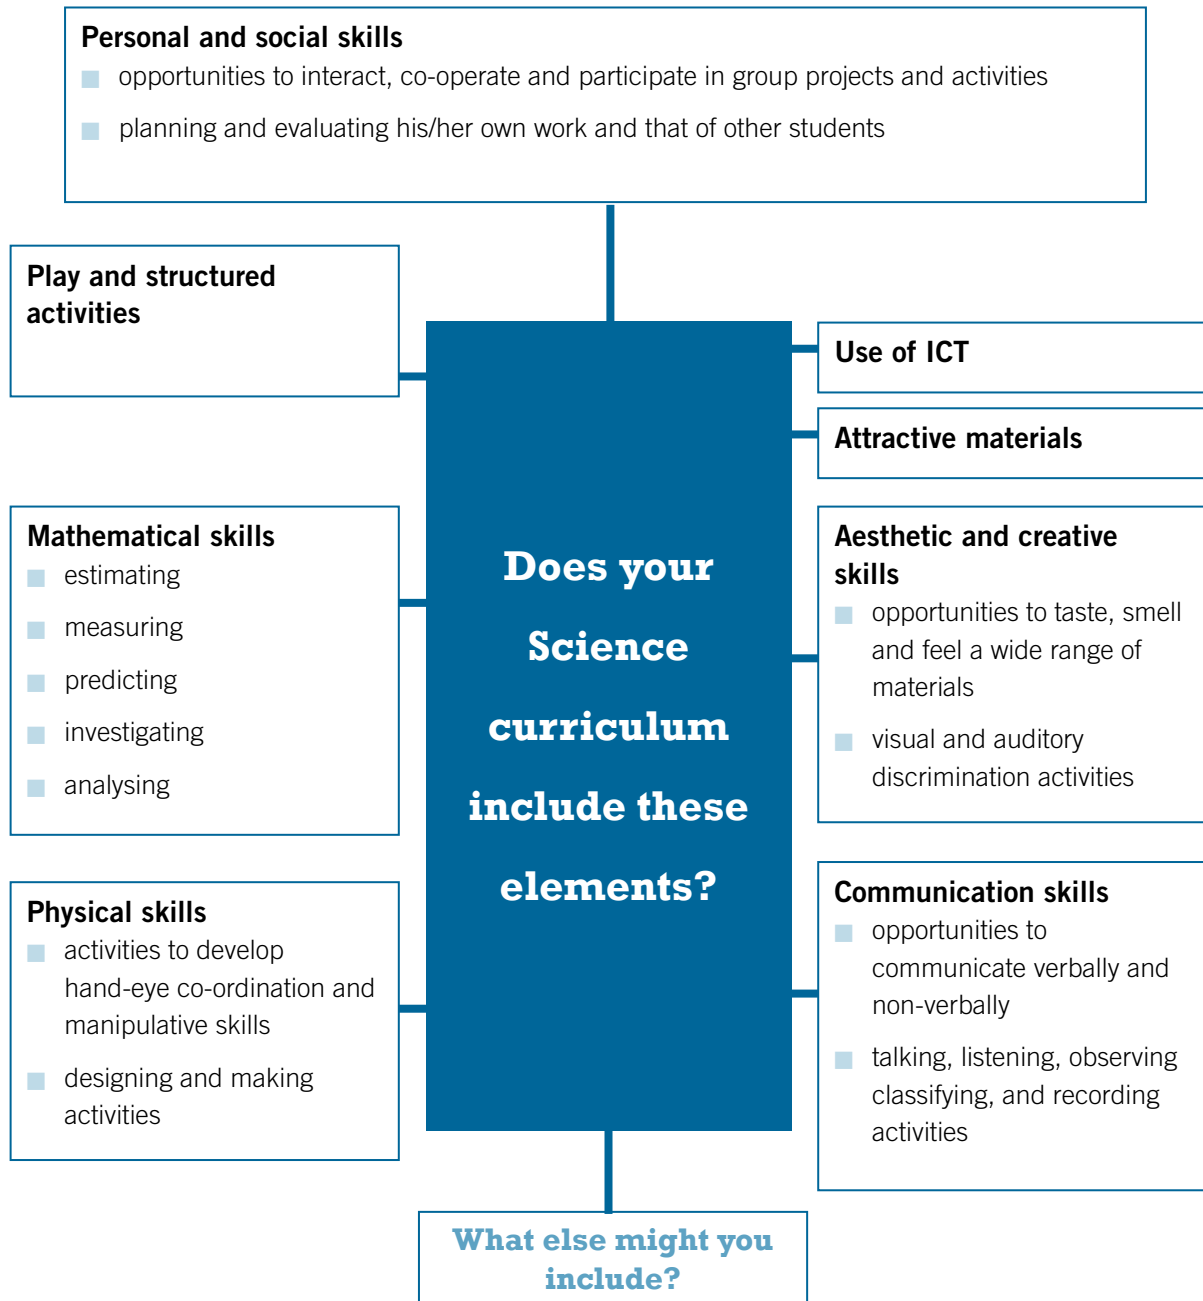 Personal and social skills
opportunities to interact, co-operate and participate in group projects and activities
planning and evaluating his/her own work and that of other students
Play and structured
activities
Use of ICT
Attractive materials
Mathematical skills
estimating
measuring
predicting
investigating
analysing
Does your
Science
curriculum
include these
elements?
Aesthetic and creative
skills
opportunities to taste, smell
and feel a wide range of
materials
visual and auditory
discrimination activities
Physical skills
activities to develop
hand-eye co-ordination and
manipulative skills
designing and making
activities
Communication skills
opportunities to
communicate verbally and
non-verbally
talking, listening, observing
classifying, and recording
activities
What else might you
include?